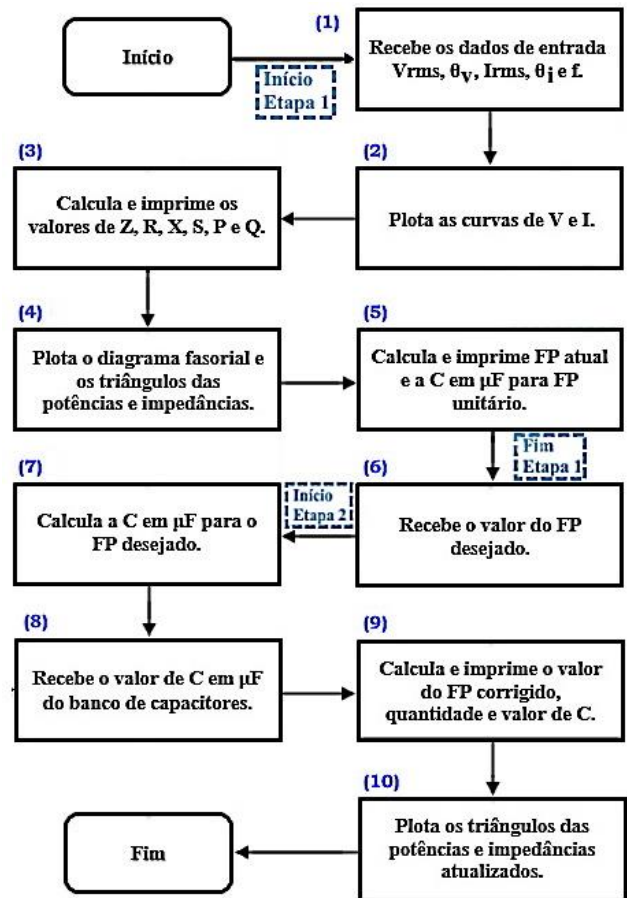 Início
Início
Etapa 1
(1)
Recebe os dados de entrada
Vrms, θv, Irms, θi e f.
(2)
Plota as curvas de V e I.
(3)
Calcula e imprime os
valores de Z, R, X, S, P e Q.
(4)
Plota o diagrama fasorial e
os triângulos das
potências e impedâncias.
(5)
Calcula e imprime FP atual
e a C em µF para FP
unitário.
Fim
Etapa 1
(6)
Recebe o valor do FP
desejado.
Início
Etapa 2
(7)
Calcula a C em µF para o
FP desejado.
(8)
Recebe o valor de C em µF
do banco de capacitores.
(9)
Calcula e imprime o valor
do FP corrigido,
quantidade e valor de C.
(10)
Plota os triângulos das
potências e impedâncias
atualizados.
Fim